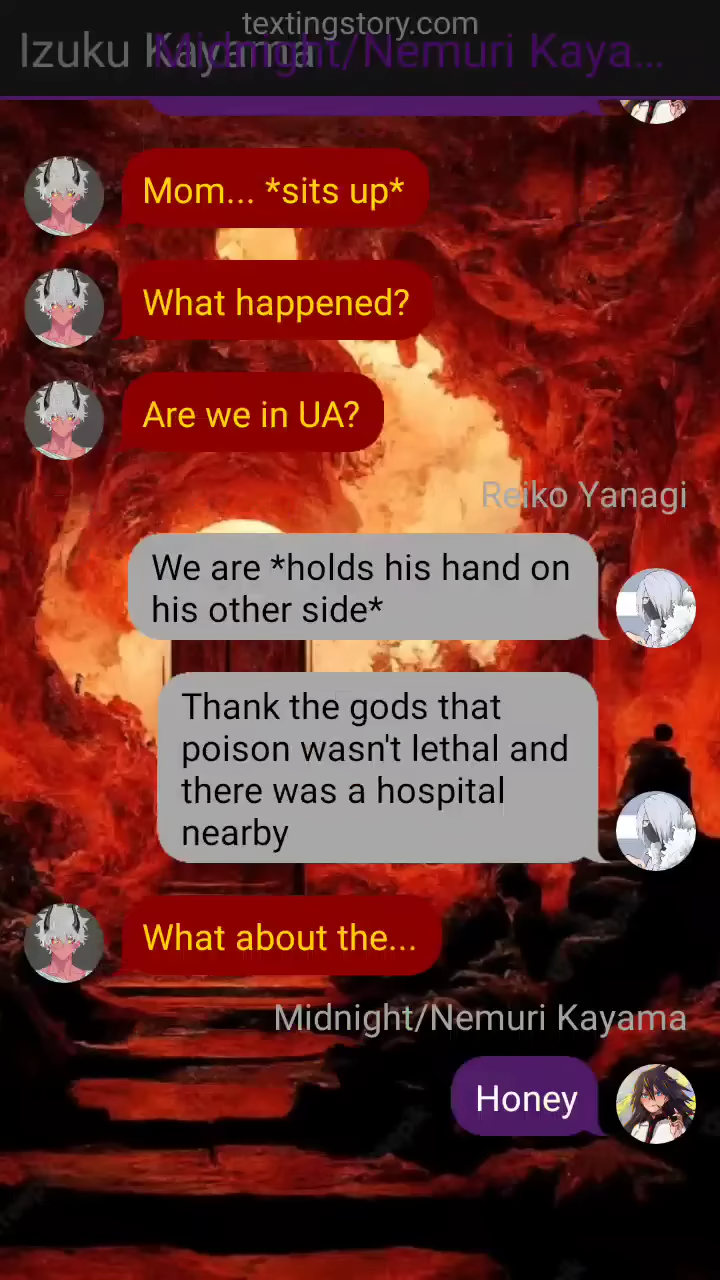 textingstory.com
Izuku Kayama
Midnight/Nemuri Kaya...
Mom... *sits up*
What happened?
Are we in UA?
Reiko Yanagi
We are *holds his hand on
his other side*
Thank the gods that
poison wasn't lethal and
there was a hospital
nearby
What about the...
Midnight/Nemuri Kayama
Honey